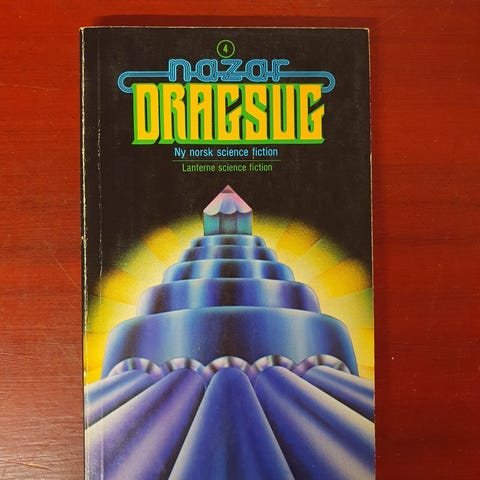 4
nazar
DRAGSUG
Ny norsk science fiction
Lanterne science fiction